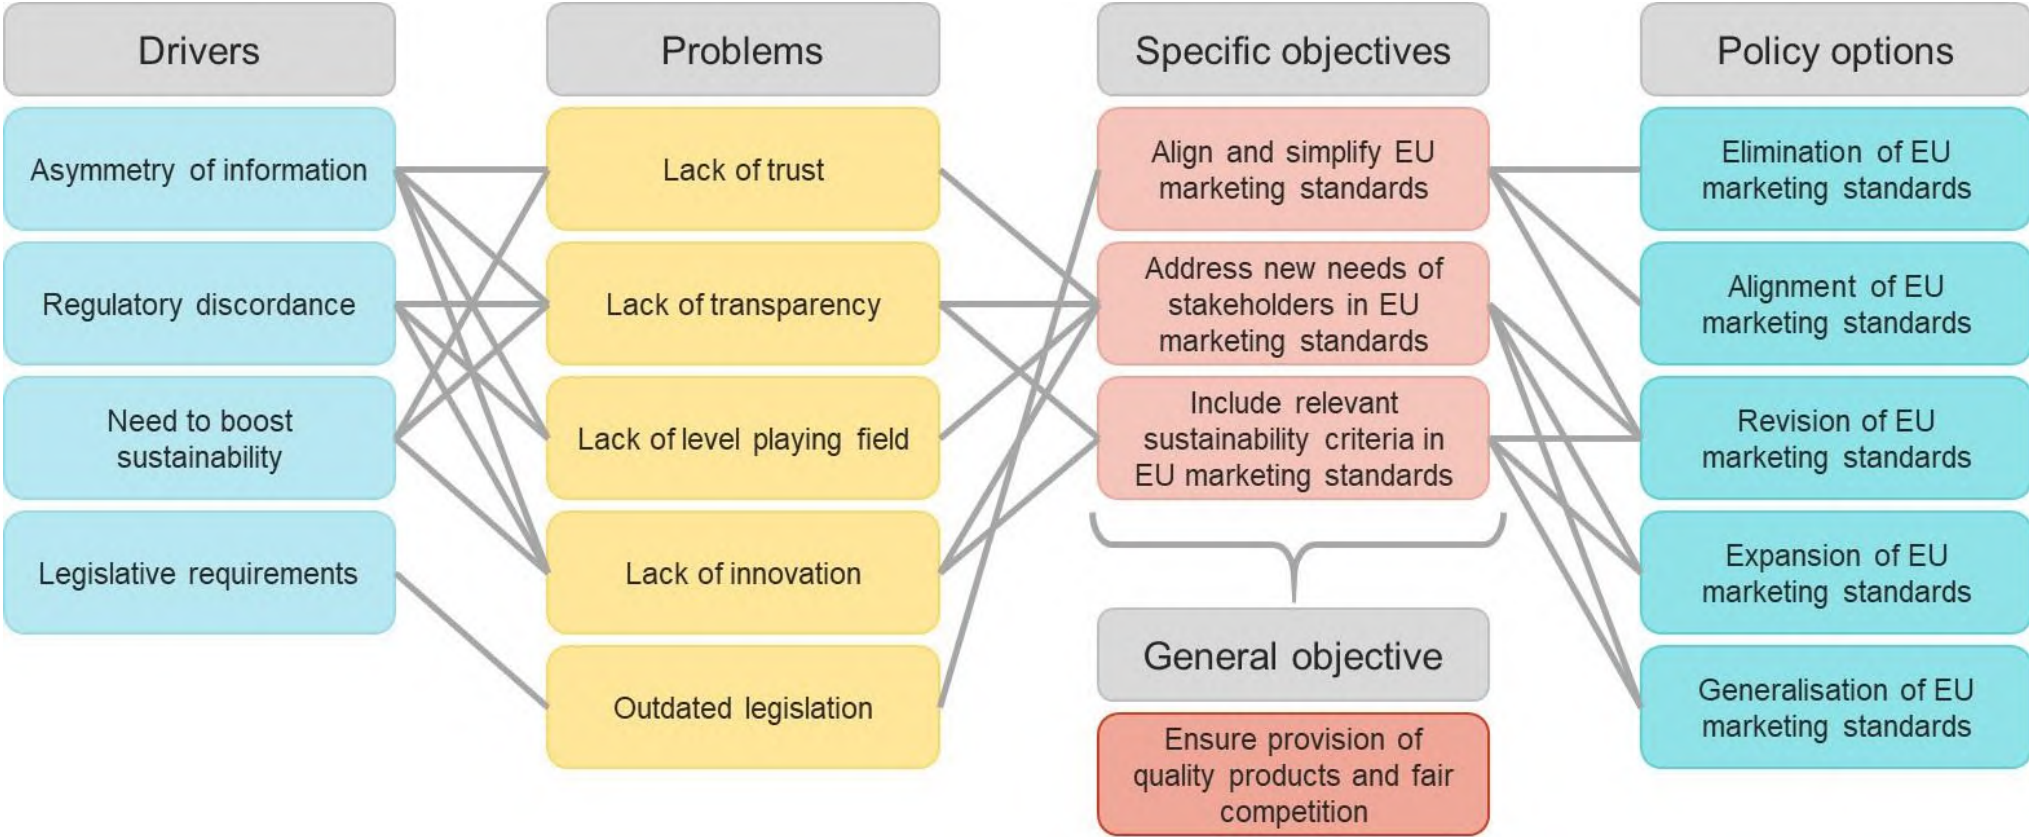 Drivers
Asymmetry of information
Regulatory discordance
Need to boost
sustainability
Legislative requirements
Problems
Lack of trust
Lack of transparency
Lack of level playing field
Lack of innovation
Outdated legislation
Specific objectives
Align and simplify EU
marketing standards
Address new needs of
stakeholders in EU
marketing standards
Include relevant
sustainability criteria in
EU marketing standards
General objective
Ensure provision of
quality products and fair
competition
Policy options
Elimination of EU
marketing standards
Alignment of EU
marketing standards
Revision of EU
marketing standards
Expansion of EU
marketing standards
Generalisation of EU
marketing standards